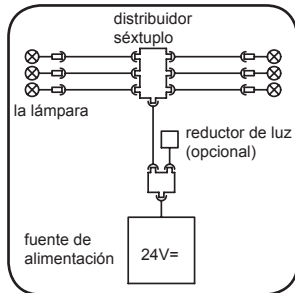 distribuidor
séxtuplo
la lámpara
reductor de luz
(opcional)
fuente de
alimentación
24V=